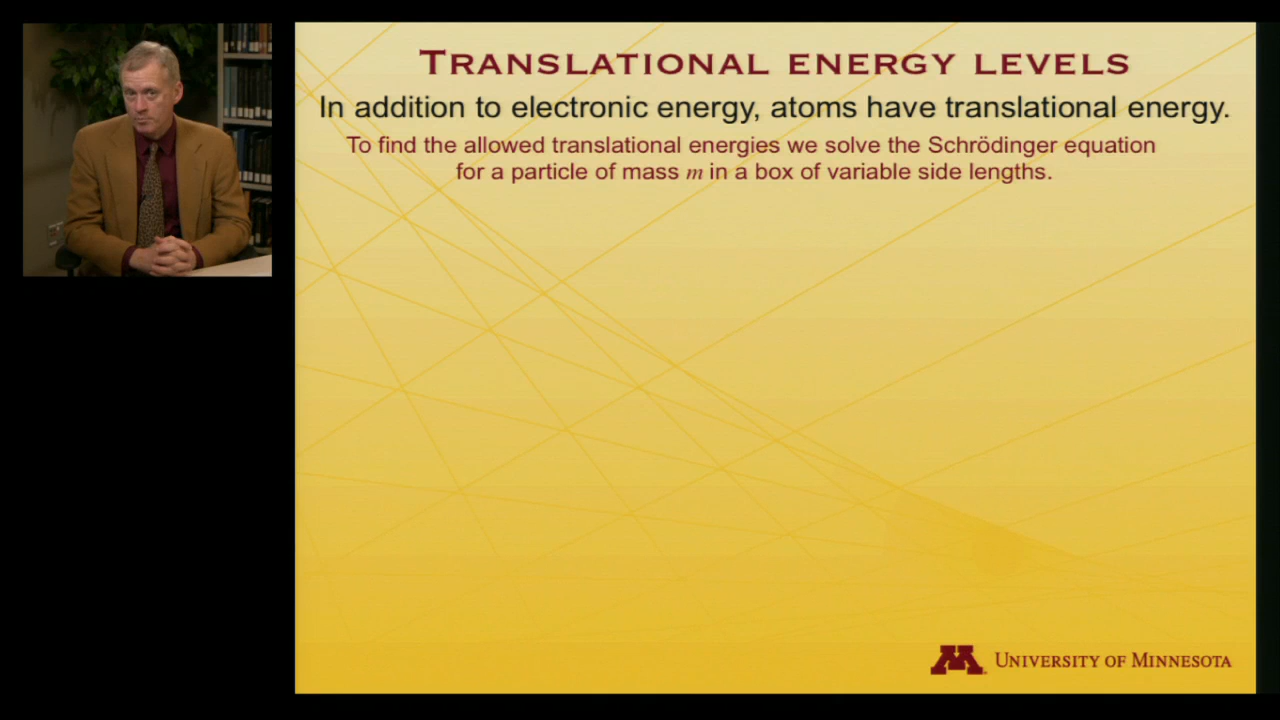 TRANSLATIONAL ENERGY LEVELS
In addition to electronic energy, atoms have translational energy.
To find the allowed translational energies we solve the Schrödinger equation
for a particle of mass m in a box of variable side lengths.
M UNIVERSITY OF MINNESOTA